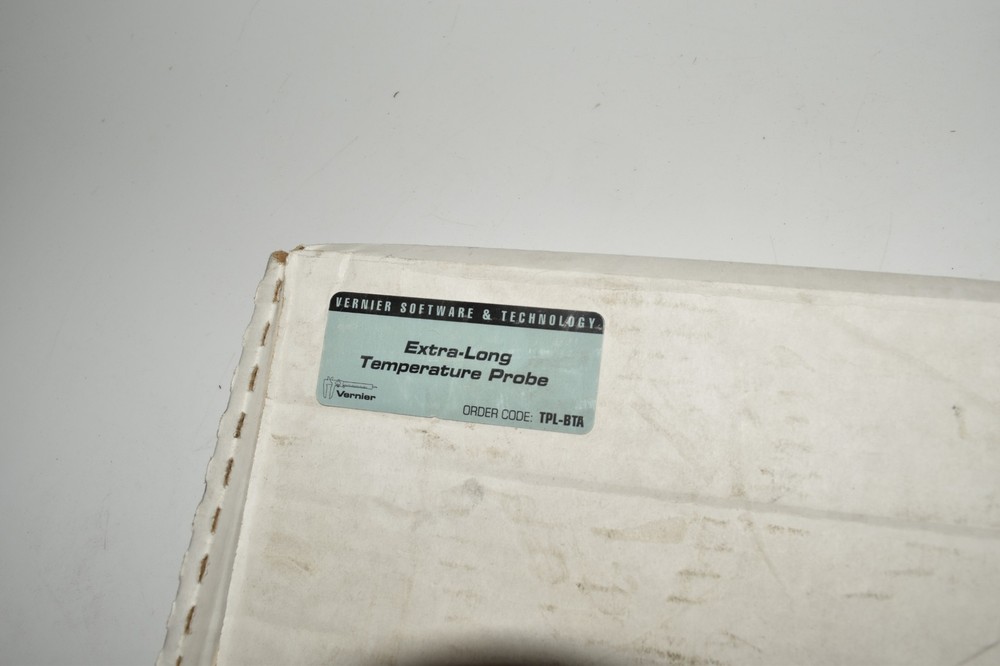 VERNIER SOFTWARE & TECHNOLOGY
Extra-Long
Temperature Probe
Vernier
ORDER CODE: TPL-BTA